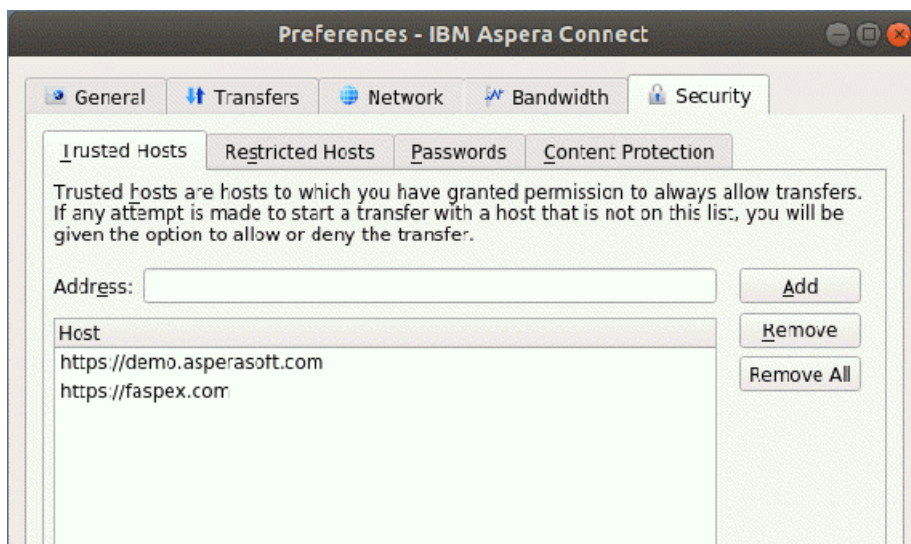 Preferences - IBM Aspera Connect
General Transfers Network Bandwidth Security
Trusted Hosts Restricted Hosts Passwords Content Protection
Trusted hosts are hosts to which you have granted permission to always allow transfers.
If any attempt is made to start a transfer with a host that is not on this list, you will be
given the option to allow or deny the transfer.
Address: Add
Host Remove
https://demo.asperasoft.com
Remove All
https://faspex.com